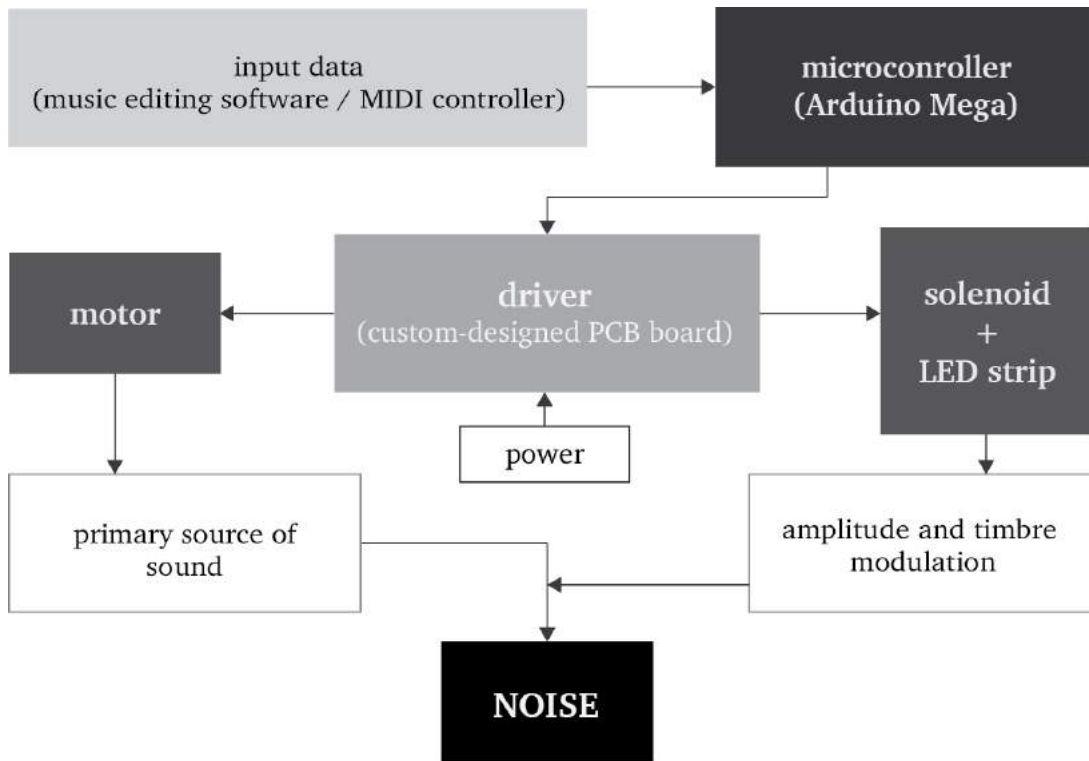 input data
(music editing software / MIDI controller)
microconroller
(Arduino Mega)
motor
driver
(custom-designed PCB board)
solenoid
+
LED strip
power
primary source of
sound
amplitude and timbre
modulation
NOISE